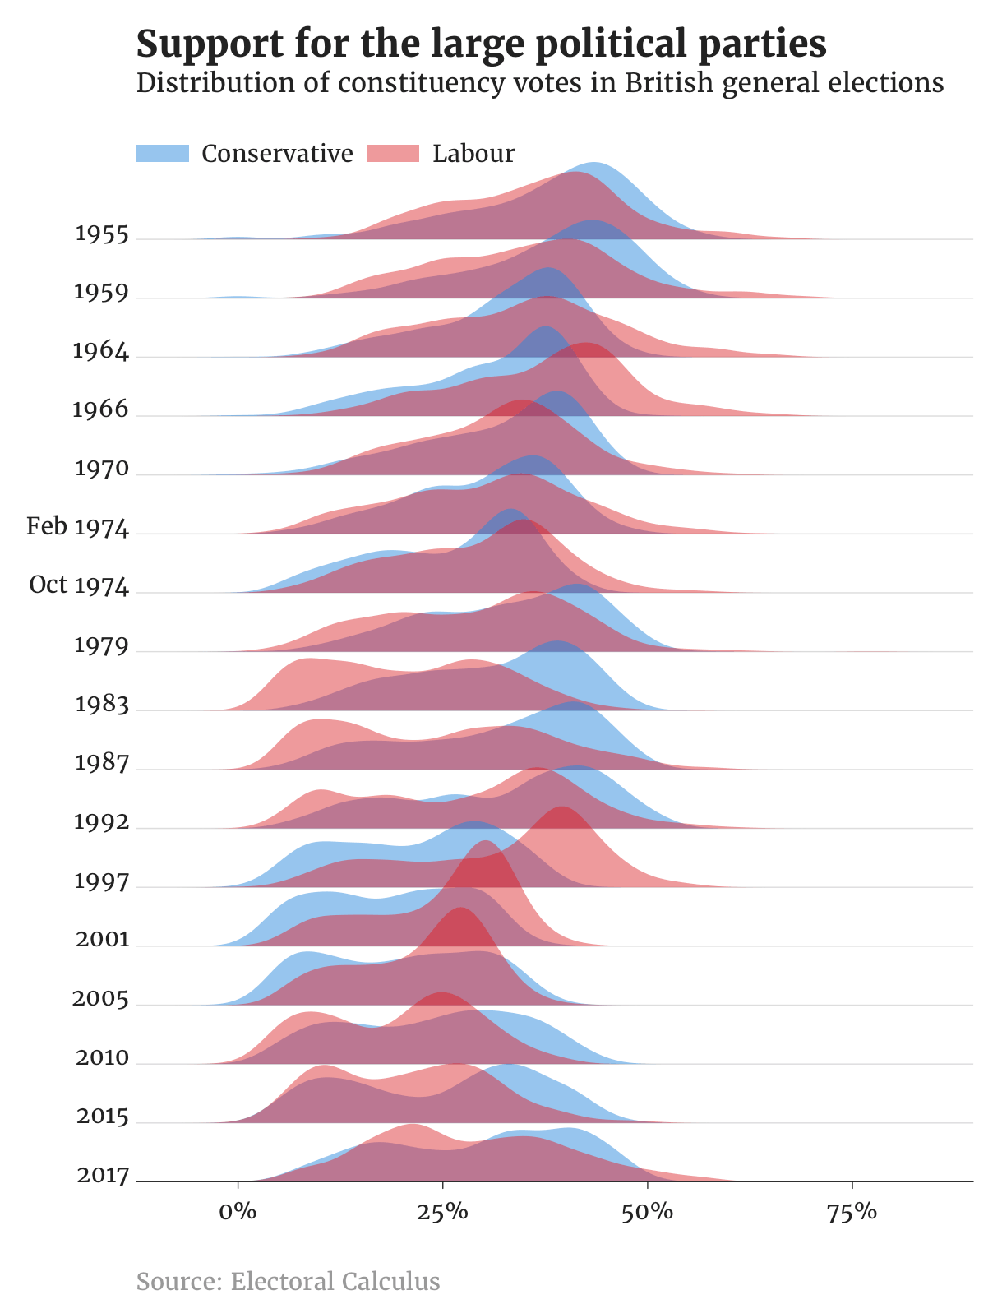 Support for the large political parties
Distribution of constituency votes in British general elections
Conservative Labour
1955
1959
1964
1966
1970
Feb 1974
Oct 1974
1979
1983
1987
1992
1997
2001
2005
2010
2015
2017
0% 25% 50% 75%
Source: Electoral Calculus